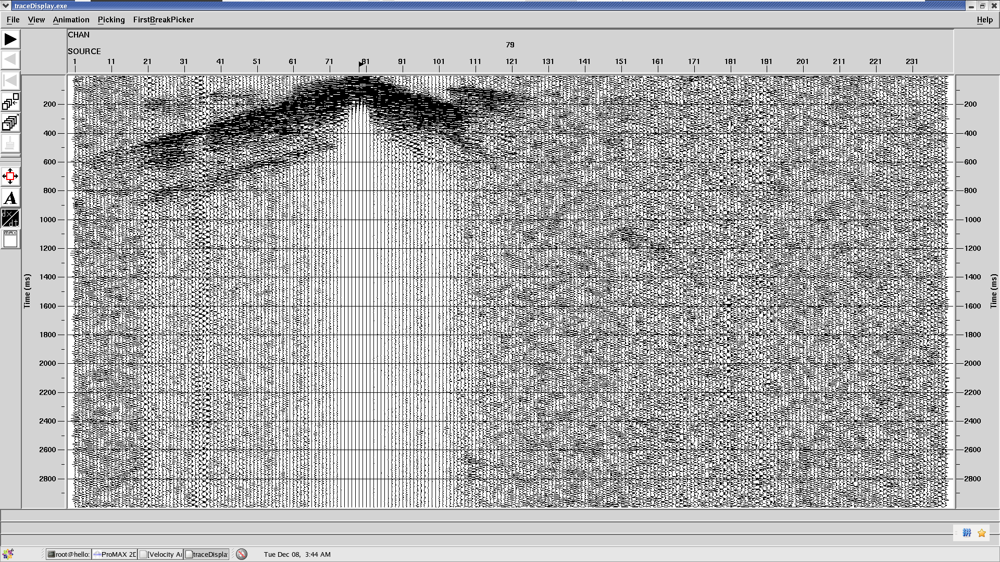 traceDisplay.exe
File View Animation Picking FirstBreakPicker Help
CHAN
79
SOURCE
1 11 21 31 41 51 61 71 81 91 101 111 121 131 141 151 161 171 181 191 201 211 221 231
200 200
400 400
600 600
800 800
A
dx/dt
1000 1000
MAX
1200 1200
1400 1400
Time (ms) Time (ms)
1600 1600
1800 1800
2000 2000
2200 2200
2400 2400
2600 2600
2800 2800
拼
root@hello: ProMAX 2D [Velocity A traceDispla Tue Dec 08, 3:44 AM